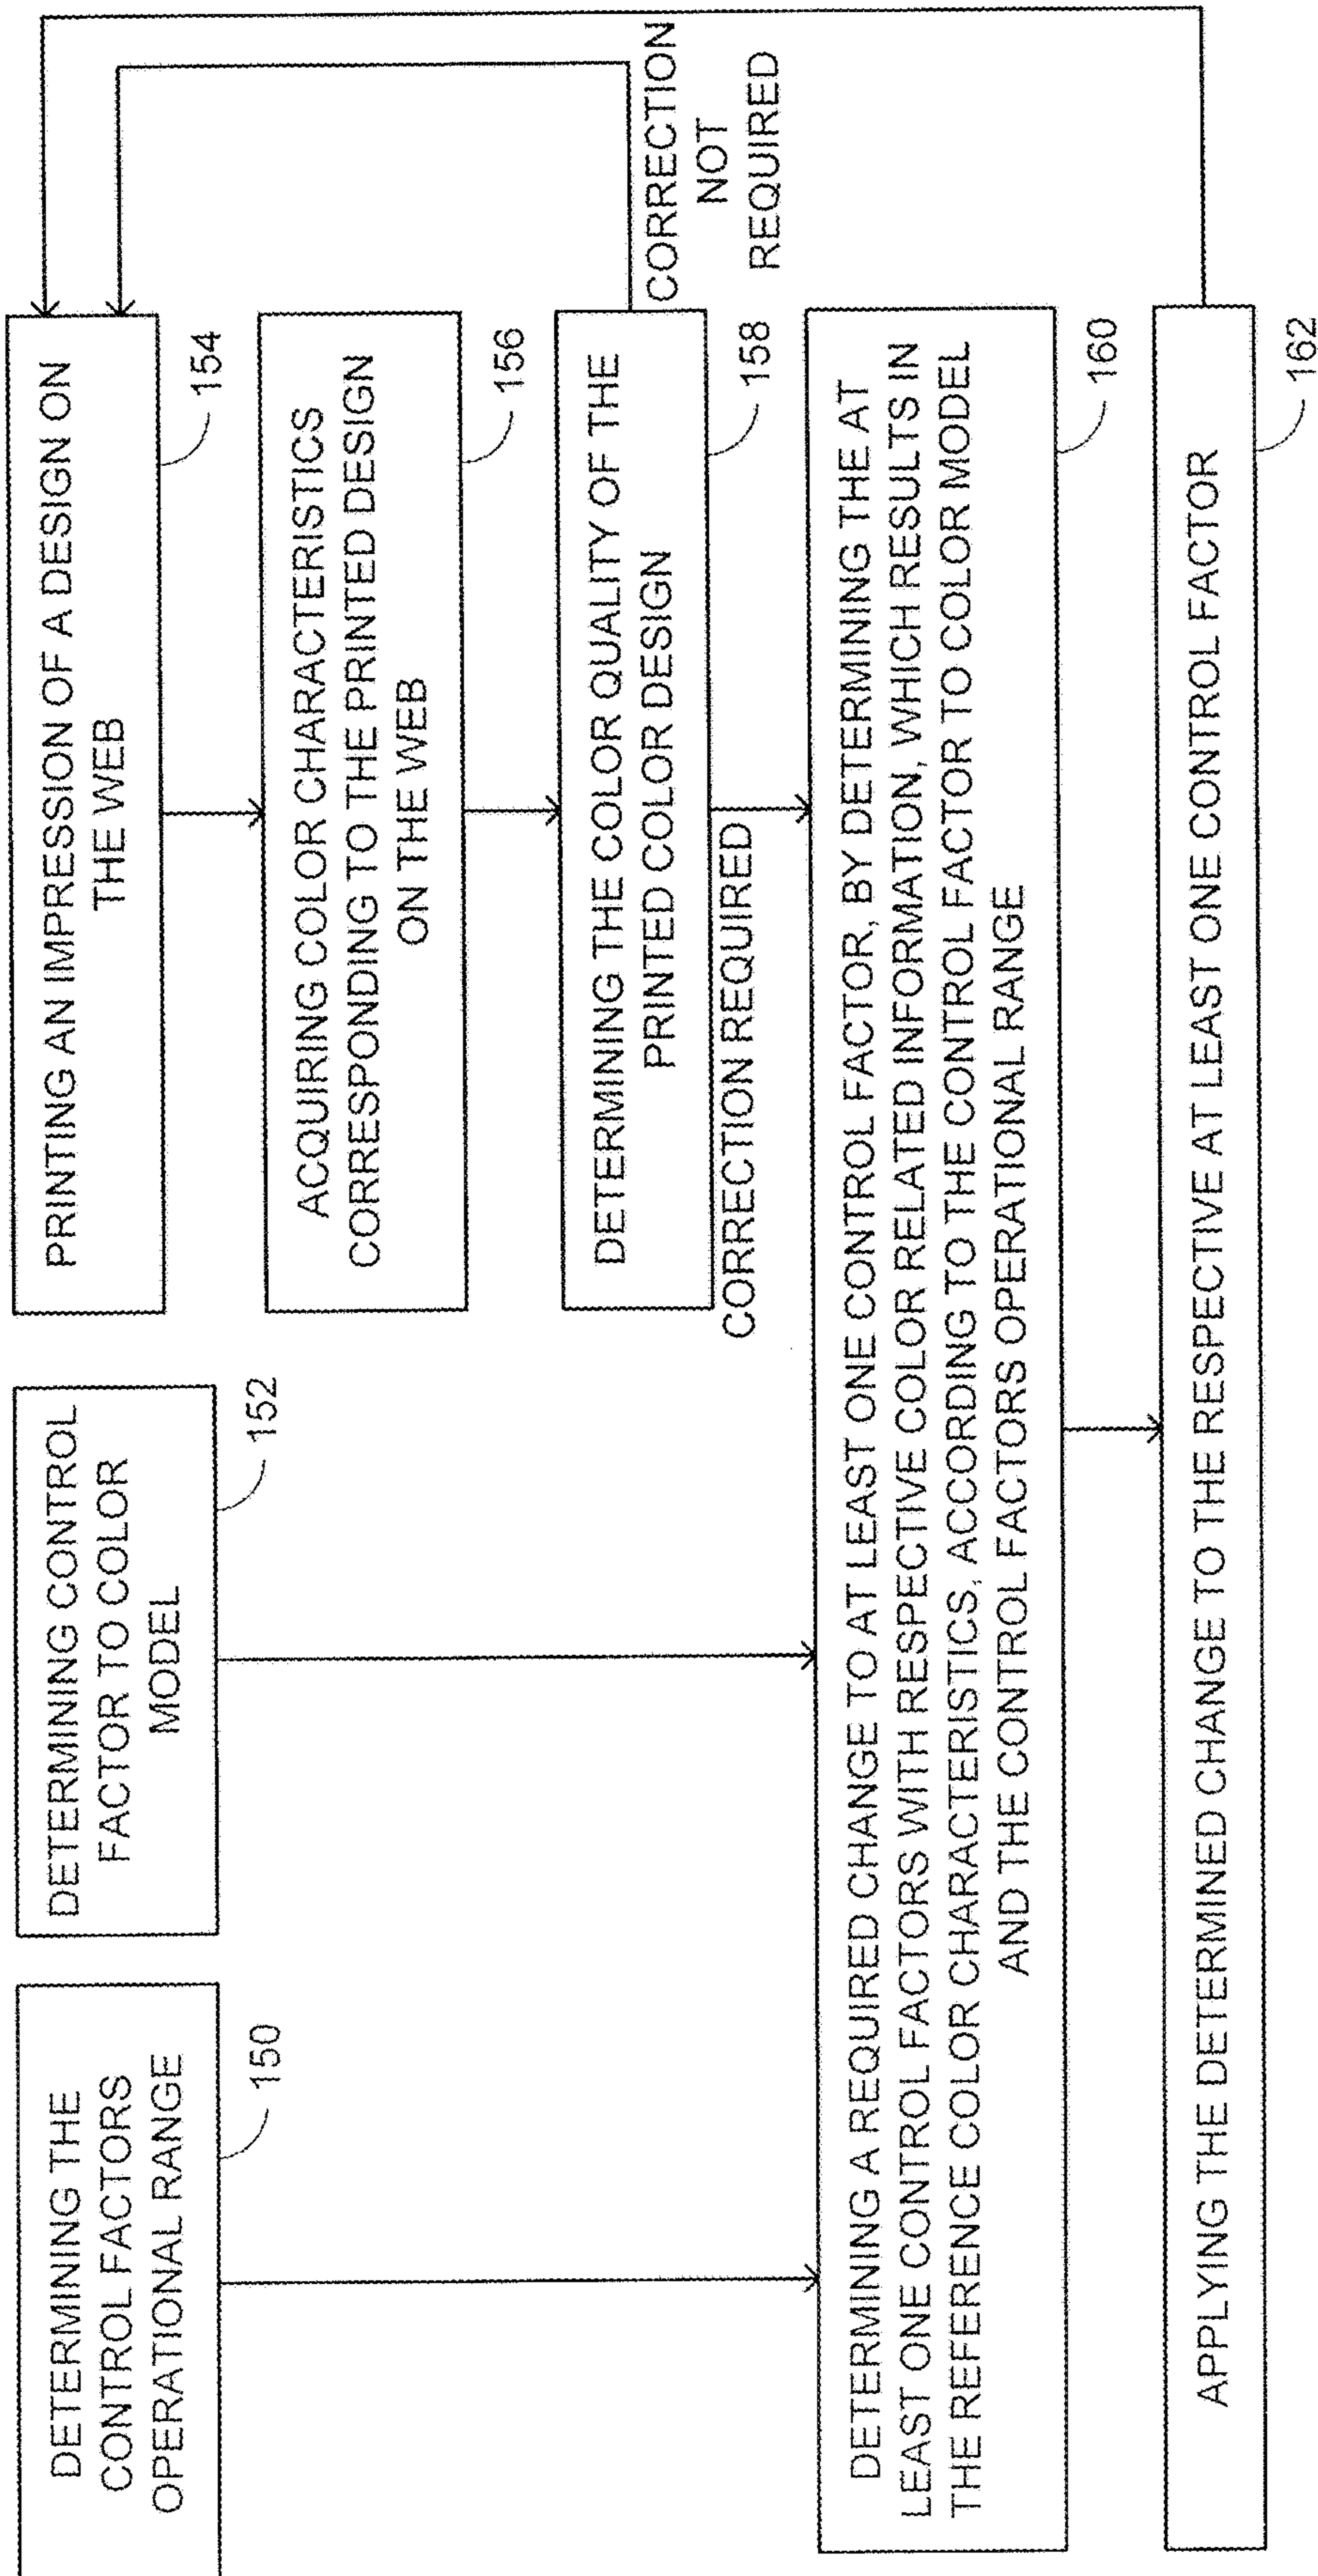 DETERMINING THE
CONTROL FACTORS
OPERATIONAL RANGE
150
DETERMINING CONTROL
FACTOR TO COLOR
MODEL
152
PRINTING AN IMPRESSION OF A DESIGN ON
THE WEB
154
ACQUIRING COLOR CHARACTERISTICS
CORRESPONDING TO THE PRINTED DESIGN
ON THE WEB
156
DETERMINING THE COLOR QUALITY OF THE
PRINTED COLOR DESIGN
158
CORRECTION
NOT
REQUIRED
CORRECTION REQUIRED
DETERMINING A REQUIRED CHANGE TO AT LEAST ONE CONTROL FACTOR, BY DETERMINING THE AT
LEAST ONE CONTROL FACTORS WITH RESPECTIVE COLOR RELATED INFORMATION, WHICH RESULTS IN
THE REFERENCE COLOR CHARACTERISTICS, ACCORDING TO THE CONTROL FACTOR TO COLOR MODEL
AND THE CONTROL FACTORS OPERATIONAL RANGE
160
APPLYING THE DETERMINED CHANGE TO THE RESPECTIVE AT LEAST ONE CONTROL FACTOR
162